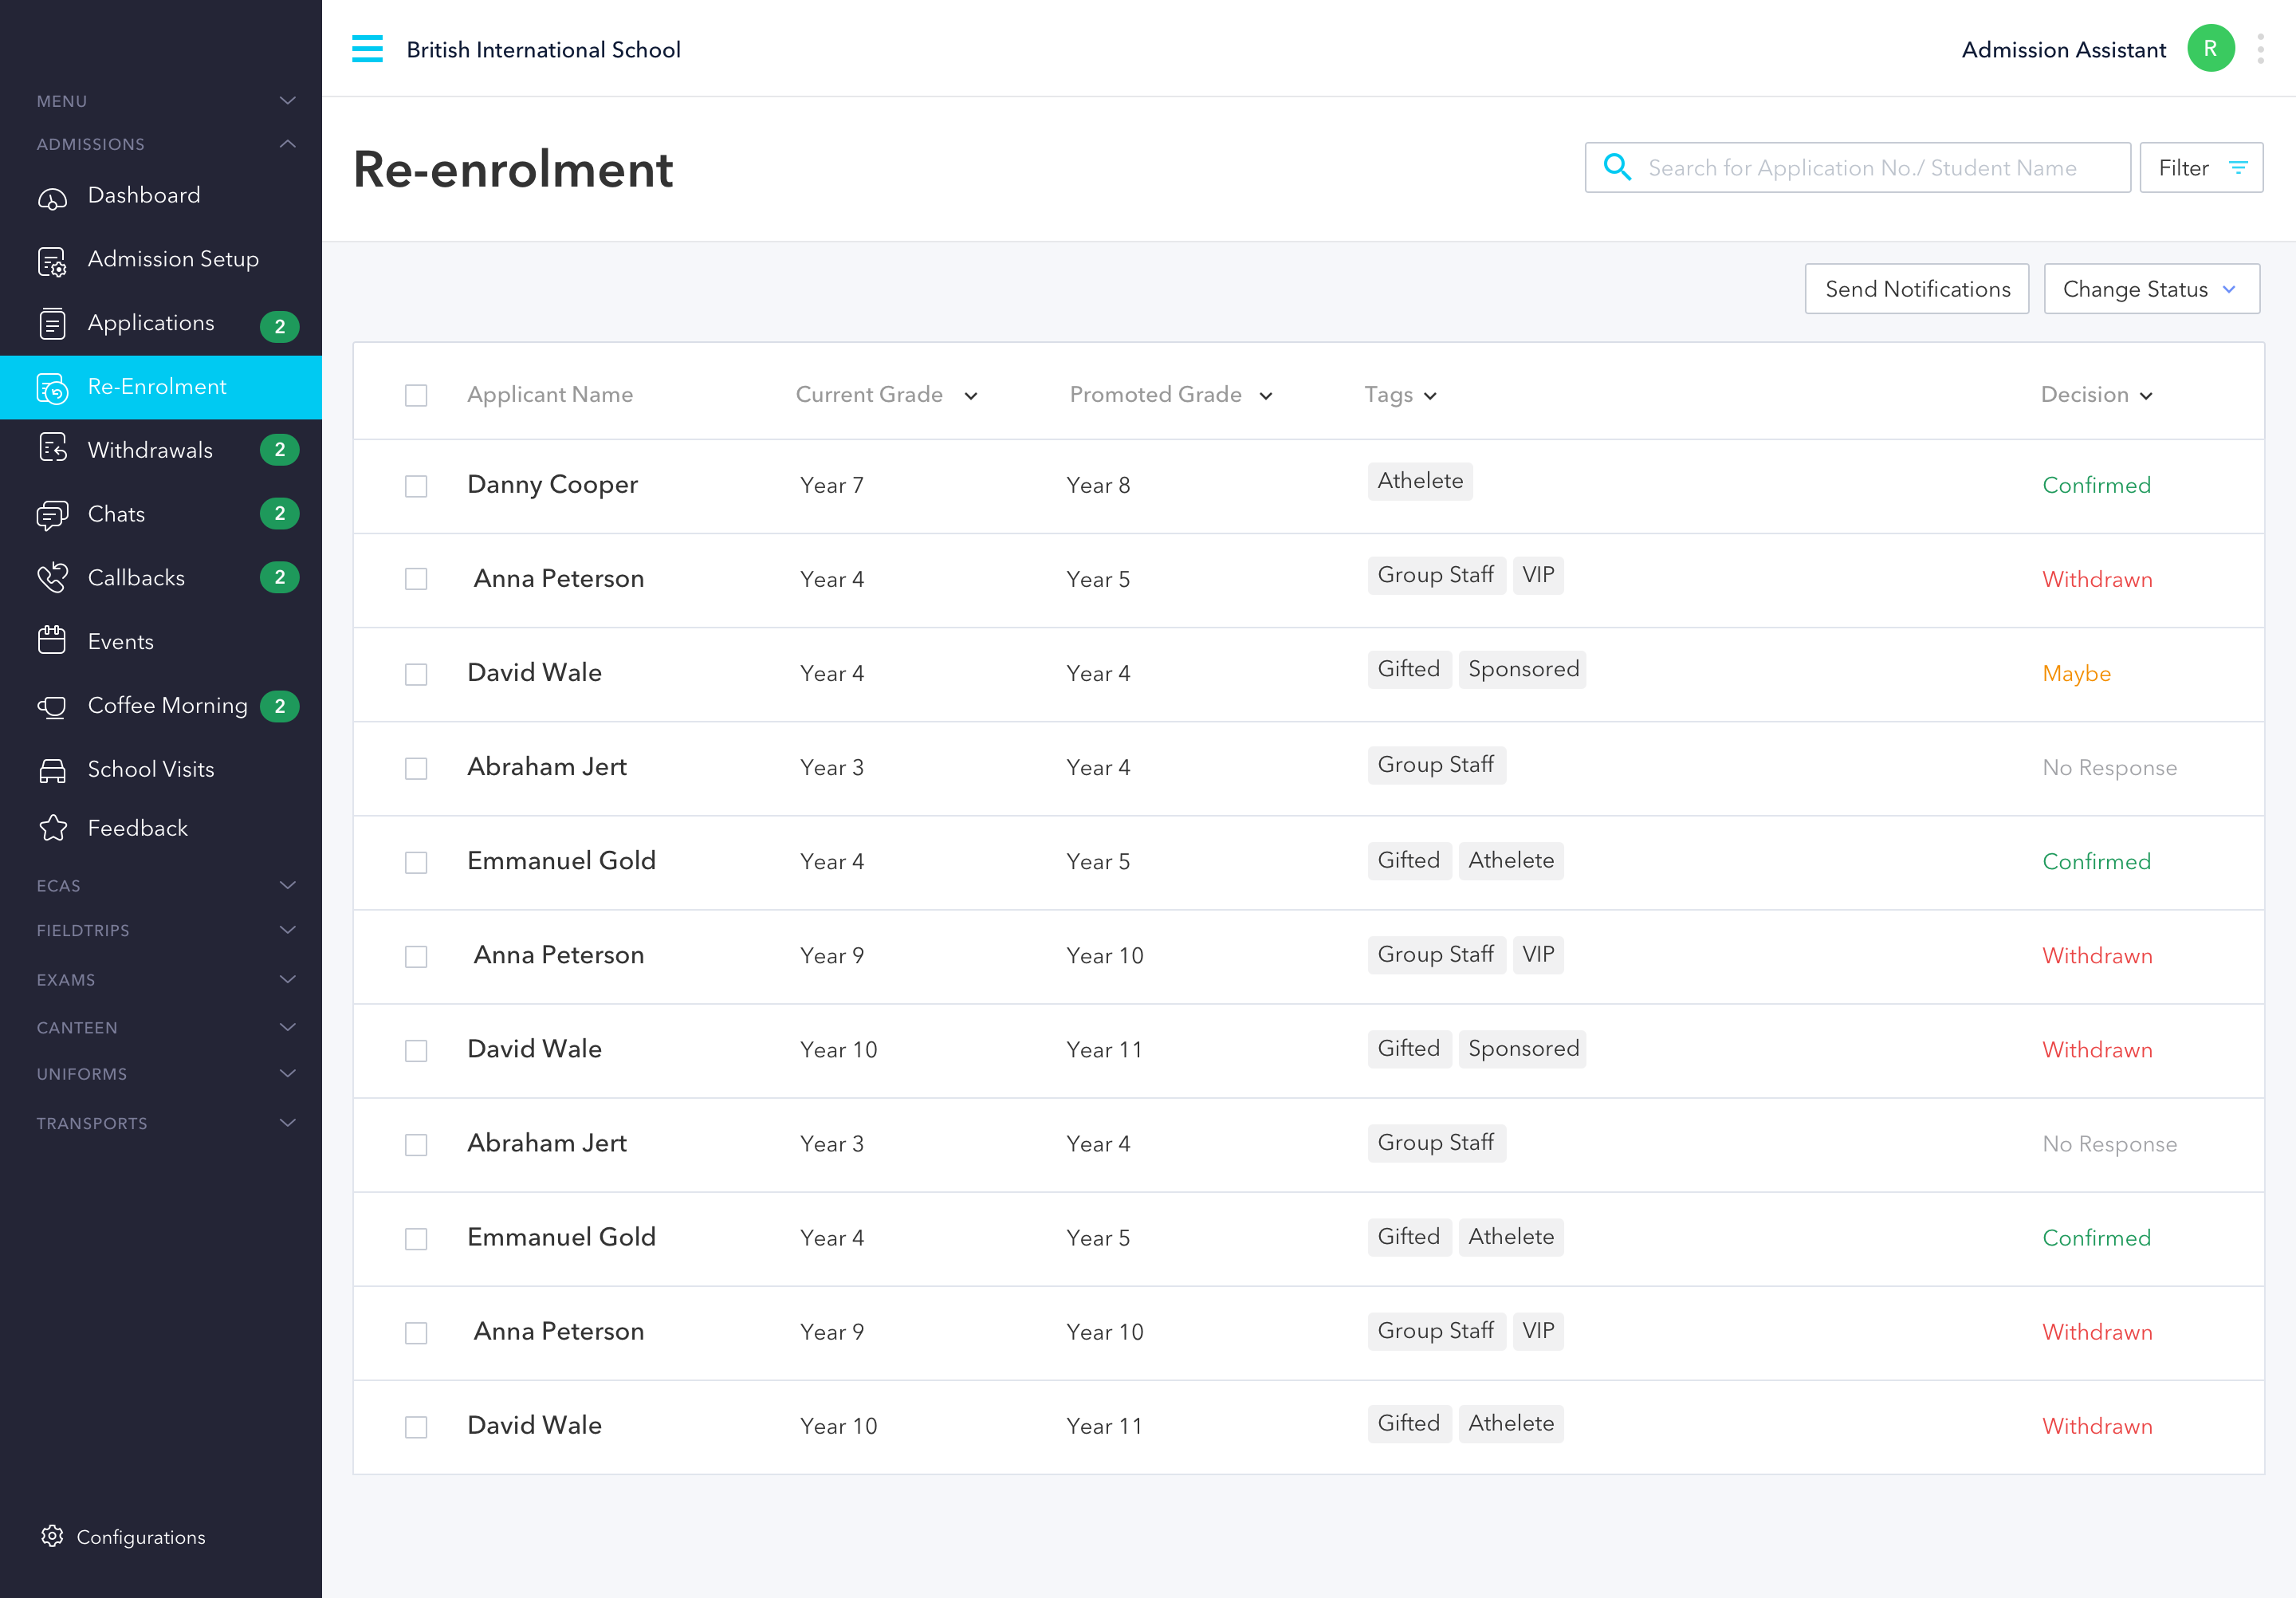 British International School
Admission Assistant
R
MENU
ADMISSIONS
Dashboard
Admission Setup
Applications 2
Re-Enrolment
Withdrawals 2
Chats 2
Callbacks 2
Events
Coffee Morning 2
School Visits
Feedback
ECAS
FIELDTRIPS
EXAMS
CANTEEN
UNIFORMS
TRANSPORTS
Configurations
Re-enrolment
Search for Application No./ Student Name
Filter
Send Notifications
Change Status
Applicant Name Current Grade Promoted Grade Tags Decision
Danny Cooper Year 7 Year 8 Athelete Confirmed
Anna Peterson Year 4 Year 5 Group Staff VIP Withdrawn
David Wale Year 4 Year 4 Gifted Sponsored Maybe
Abraham Jert Year 3 Year 4 Group Staff No Response
Emmanuel Gold Year 4 Year 5 Gifted Athelete Confirmed
Anna Peterson Year 9 Year 10 Group Staff VIP Withdrawn
David Wale Year 10 Year 11 Gifted Sponsored Withdrawn
Abraham Jert Year 3 Year 4 Group Staff No Response
Emmanuel Gold Year 4 Year 5 Gifted Athelete Confirmed
Anna Peterson Year 9 Year 10 Group Staff VIP Withdrawn
David Wale Year 10 Year 11 Gifted Athelete Withdrawn